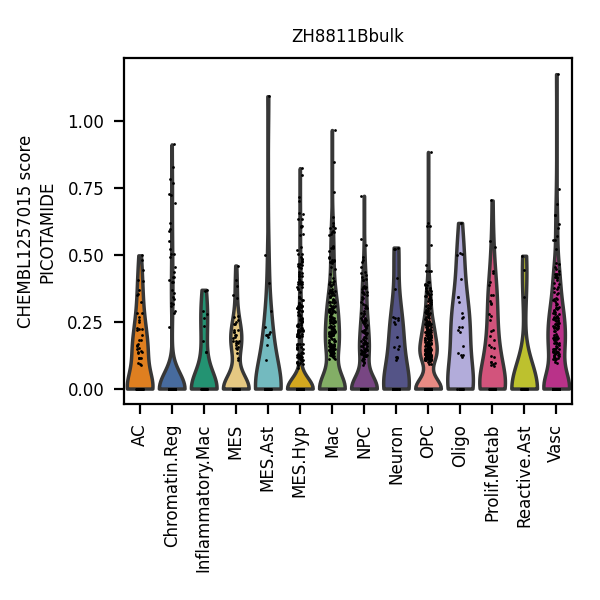 ZH8811Bbulk
CHEMBL1257015 score
PICOTAMIDE
1.00
0.75
0.50
0.25
0.00
AC
Chromatin.Reg
Inflammatory.Mac
MES
MES.Ast
MES.Hyp
Mac
NPC
Neuron
OPC
Oligo
Prolif.Metab
Reactive.Ast
Vasc